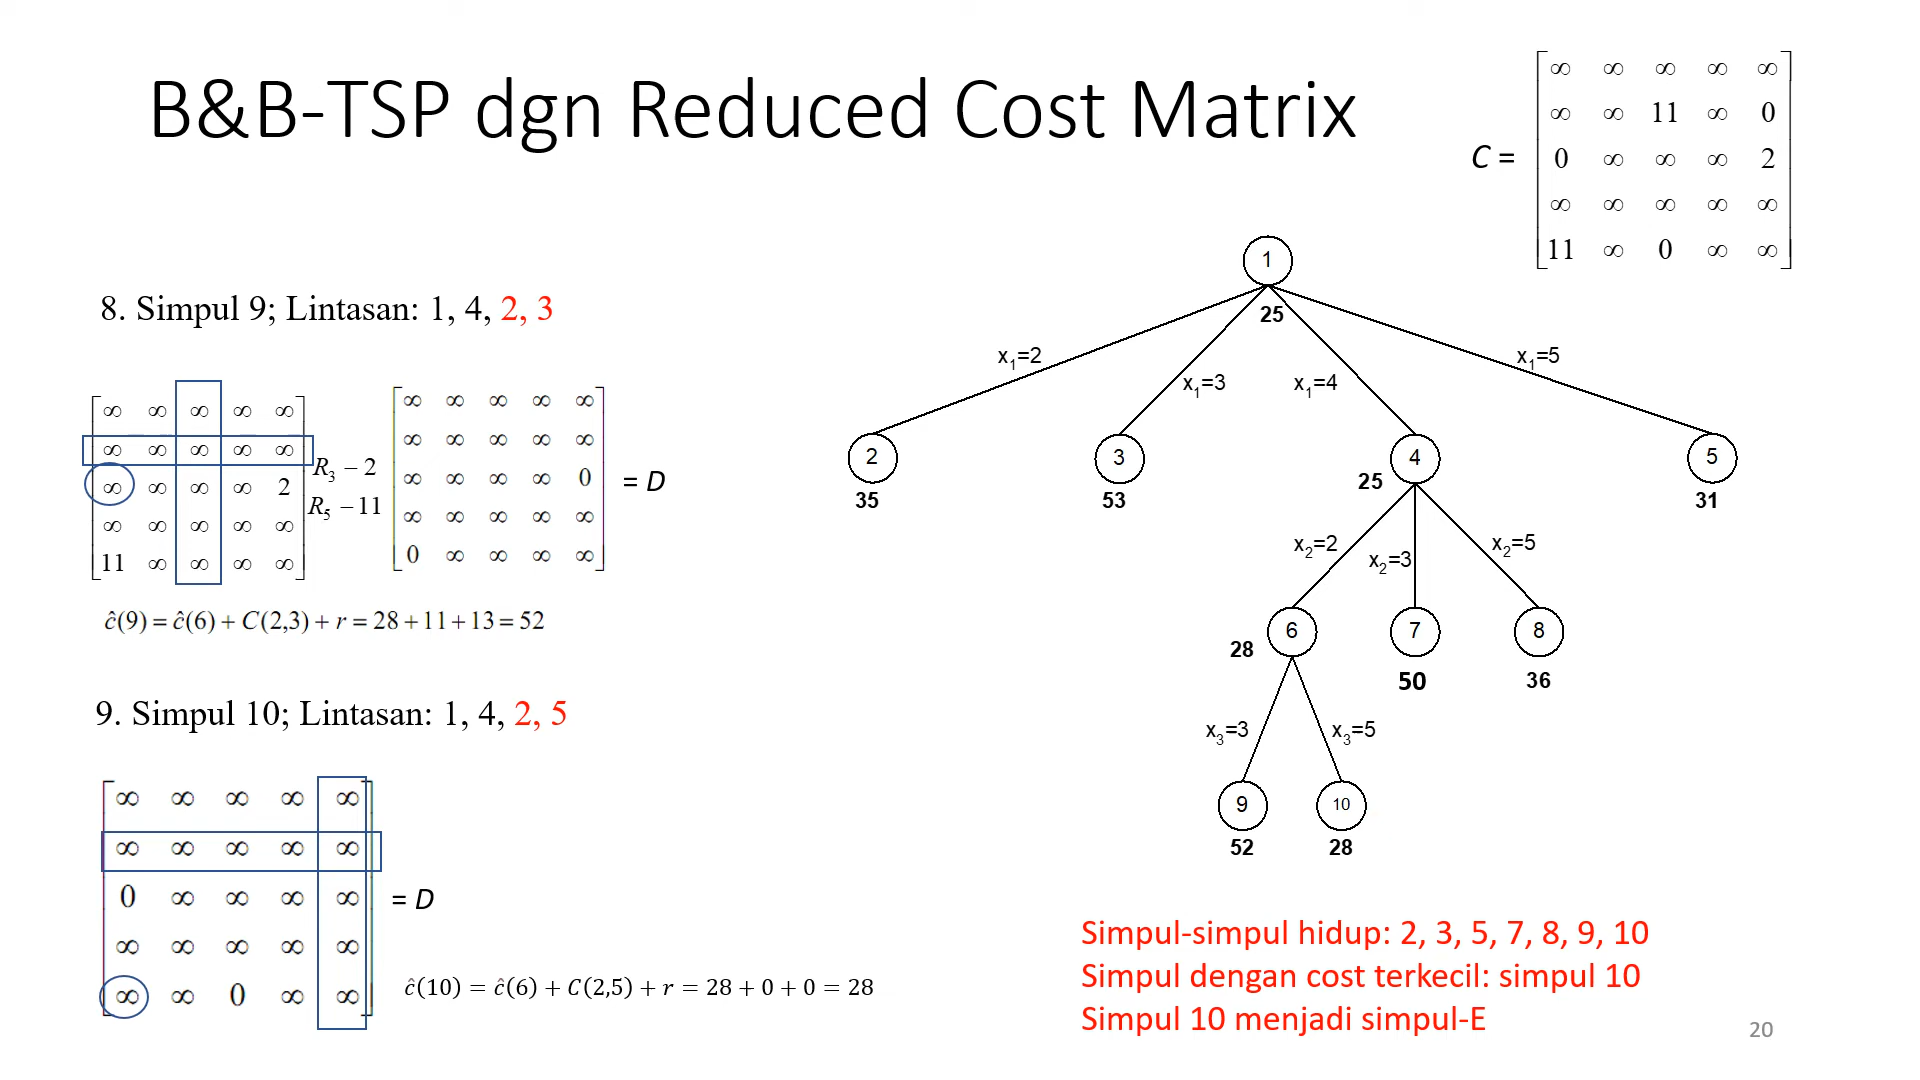 B&B-TSP dgn Reduced Cost Matrix
C =
∞ ∞ ∞ ∞ ∞
∞ ∞ 11 ∞ 0
0 ∞ ∞ ∞ 2
∞ ∞ ∞ ∞ ∞
11 ∞ 0 ∞ ∞
8. Simpul 9; Lintasan: 1, 4, 2, 3
∞ ∞ ∞ ∞ ∞
∞ ∞ ∞ ∞ ∞
∞ ∞ ∞ ∞ 2
∞ ∞ ∞ ∞ ∞
11 ∞ ∞ ∞ ∞
R₃ − 2
R₅ − 11
∞ ∞ ∞ ∞ ∞
∞ ∞ ∞ ∞ ∞
∞ ∞ ∞ ∞ 0
∞ ∞ ∞ ∞ ∞
0 ∞ ∞ ∞ ∞
= D
ĉ(9) = ĉ(6) + C(2,3) + r = 28 + 11 + 13 = 52
9. Simpul 10; Lintasan: 1, 4, 2, 5
∞ ∞ ∞ ∞ ∞
∞ ∞ ∞ ∞ ∞
0 ∞ ∞ ∞ ∞
∞ ∞ ∞ ∞ ∞
∞ ∞ 0 ∞ ∞
= D
ĉ(10) = ĉ(6) + C(2,5) + r = 28 + 0 + 0 = 28
1
25
x₁=2
x₁=3
x₁=4
x₁=5
2
3
4
5
35
53
25
31
x₂=2
x₂=3
x₂=5
6
7
8
28
50
36
x₃=3
x₃=5
9
10
52
28
Simpul-simpul hidup: 2, 3, 5, 7, 8, 9, 10
Simpul dengan cost terkecil: simpul 10
Simpul 10 menjadi simpul-E
20